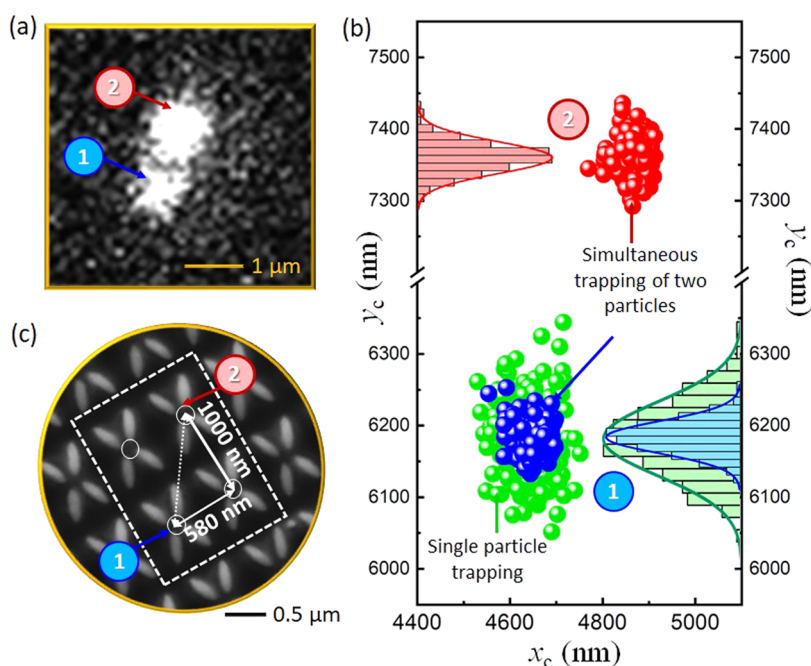 (a)
2
1
1 µm
(b)
7500
7400
7300
6300
6200
6100
6000
y_c (nm)
2
Simultaneous
trapping of two
particles
Single particle
trapping
1
7500
7400
7300
6300
6200
6100
6000
y_c (nm)
4400
4600
4800
5000
x_c (nm)
(c)
2
1000 nm
580 nm
1
0.5 µm